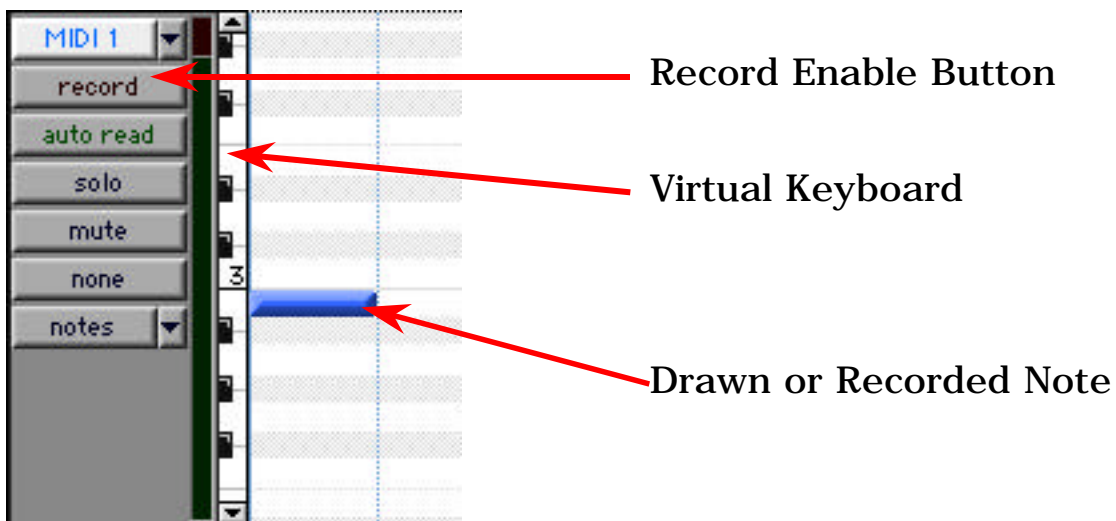 MIDI 1
record
auto read
solo
mute
none
notes
3
Record Enable Button
Virtual Keyboard
Drawn or Recorded Note